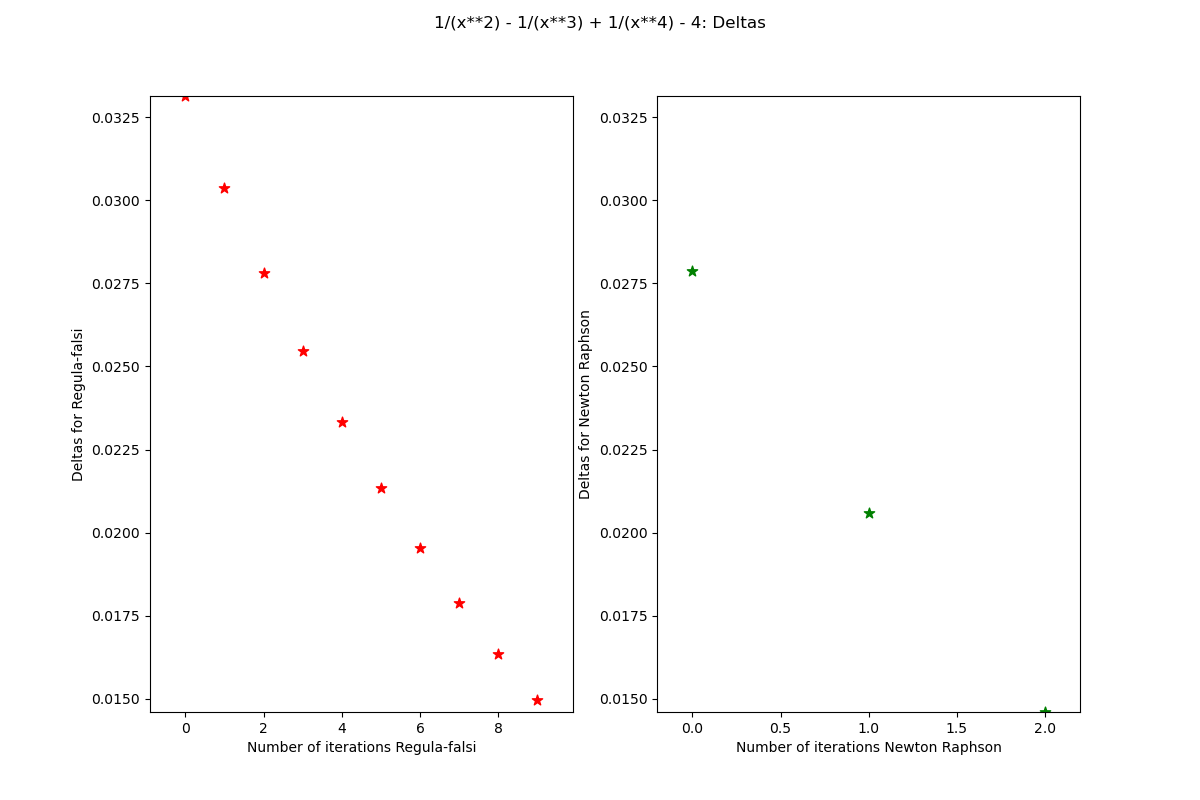 1/(x**2) - 1/(x**3) + 1/(x**4) - 4: Deltas
0.0325
0.0300
0.0275
0.0250
0.0225
0.0200
0.0175
0.0150
Deltas for Regula-falsi
0 2 4 6 8
Number of iterations Regula-falsi
0.0325
0.0300
0.0275
0.0250
0.0225
0.0200
0.0175
0.0150
Deltas for Newton Raphson
0.0 0.5 1.0 1.5 2.0
Number of iterations Newton Raphson